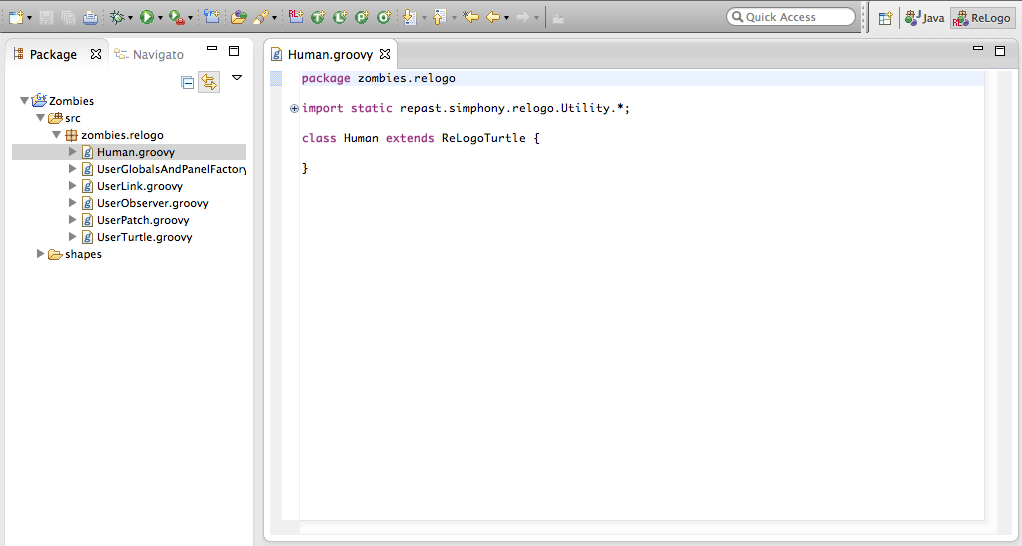 Quick Access
Java
ReLogo
Package
Navigato
Human.groovy
Zombies
src
zombies.relogo
Human.groovy
UserGlobalsAndPanelFactory
UserLink.groovy
UserObserver.groovy
UserPatch.groovy
UserTurtle.groovy
shapes
package zombies.relogo
import static repast.simphony.relogo.Utility.*;
class Human extends ReLogoTurtle {
}